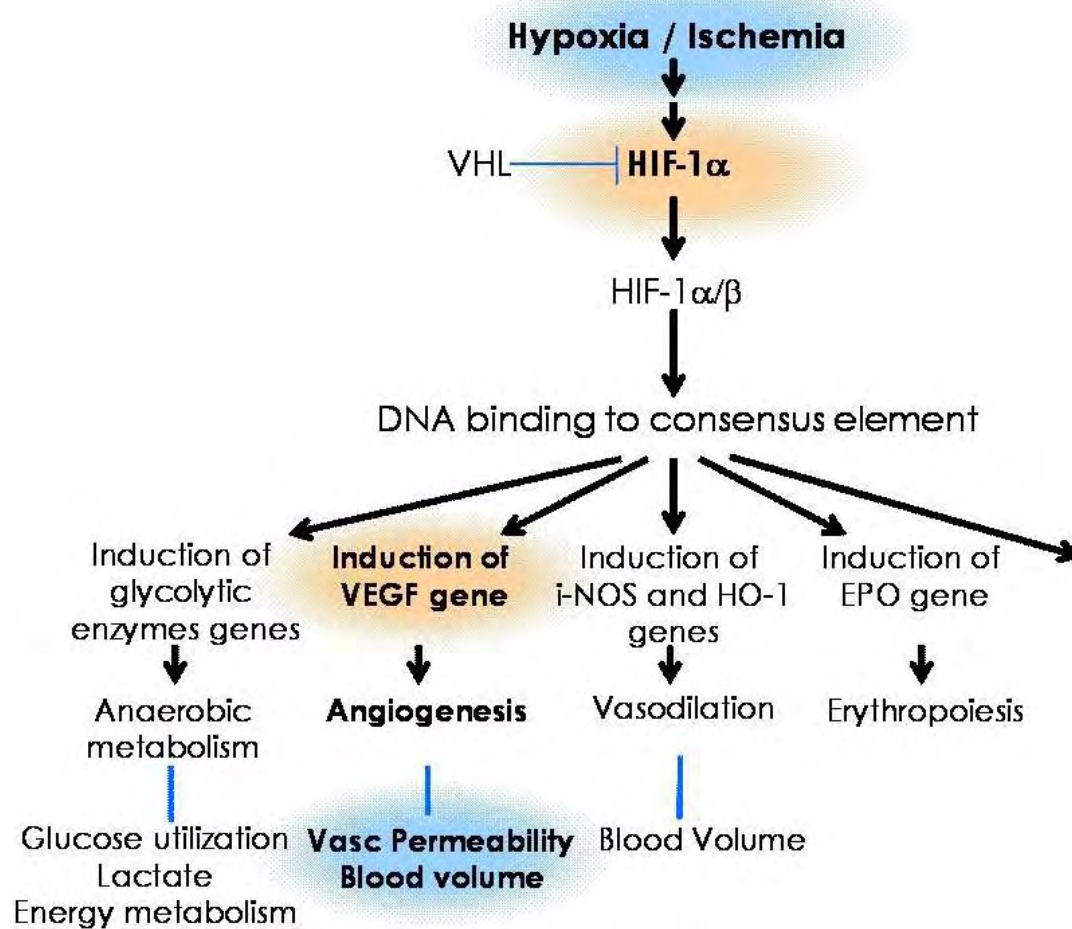 Hypoxia / Ischemia
VHL
HIF-1α
HIF-1α/β
DNA binding to consensus element
Induction of
glycolytic
enzymes genes
Induction of
VEGF gene
Induction of
i-NOS and HO-1
genes
Induction of
EPO gene
Anaerobic
metabolism
Angiogenesis
Vasodilation
Erythropoiesis
Glucose utilization
Lactate
Energy metabolism
Vasc Permeability
Blood volume
Blood Volume